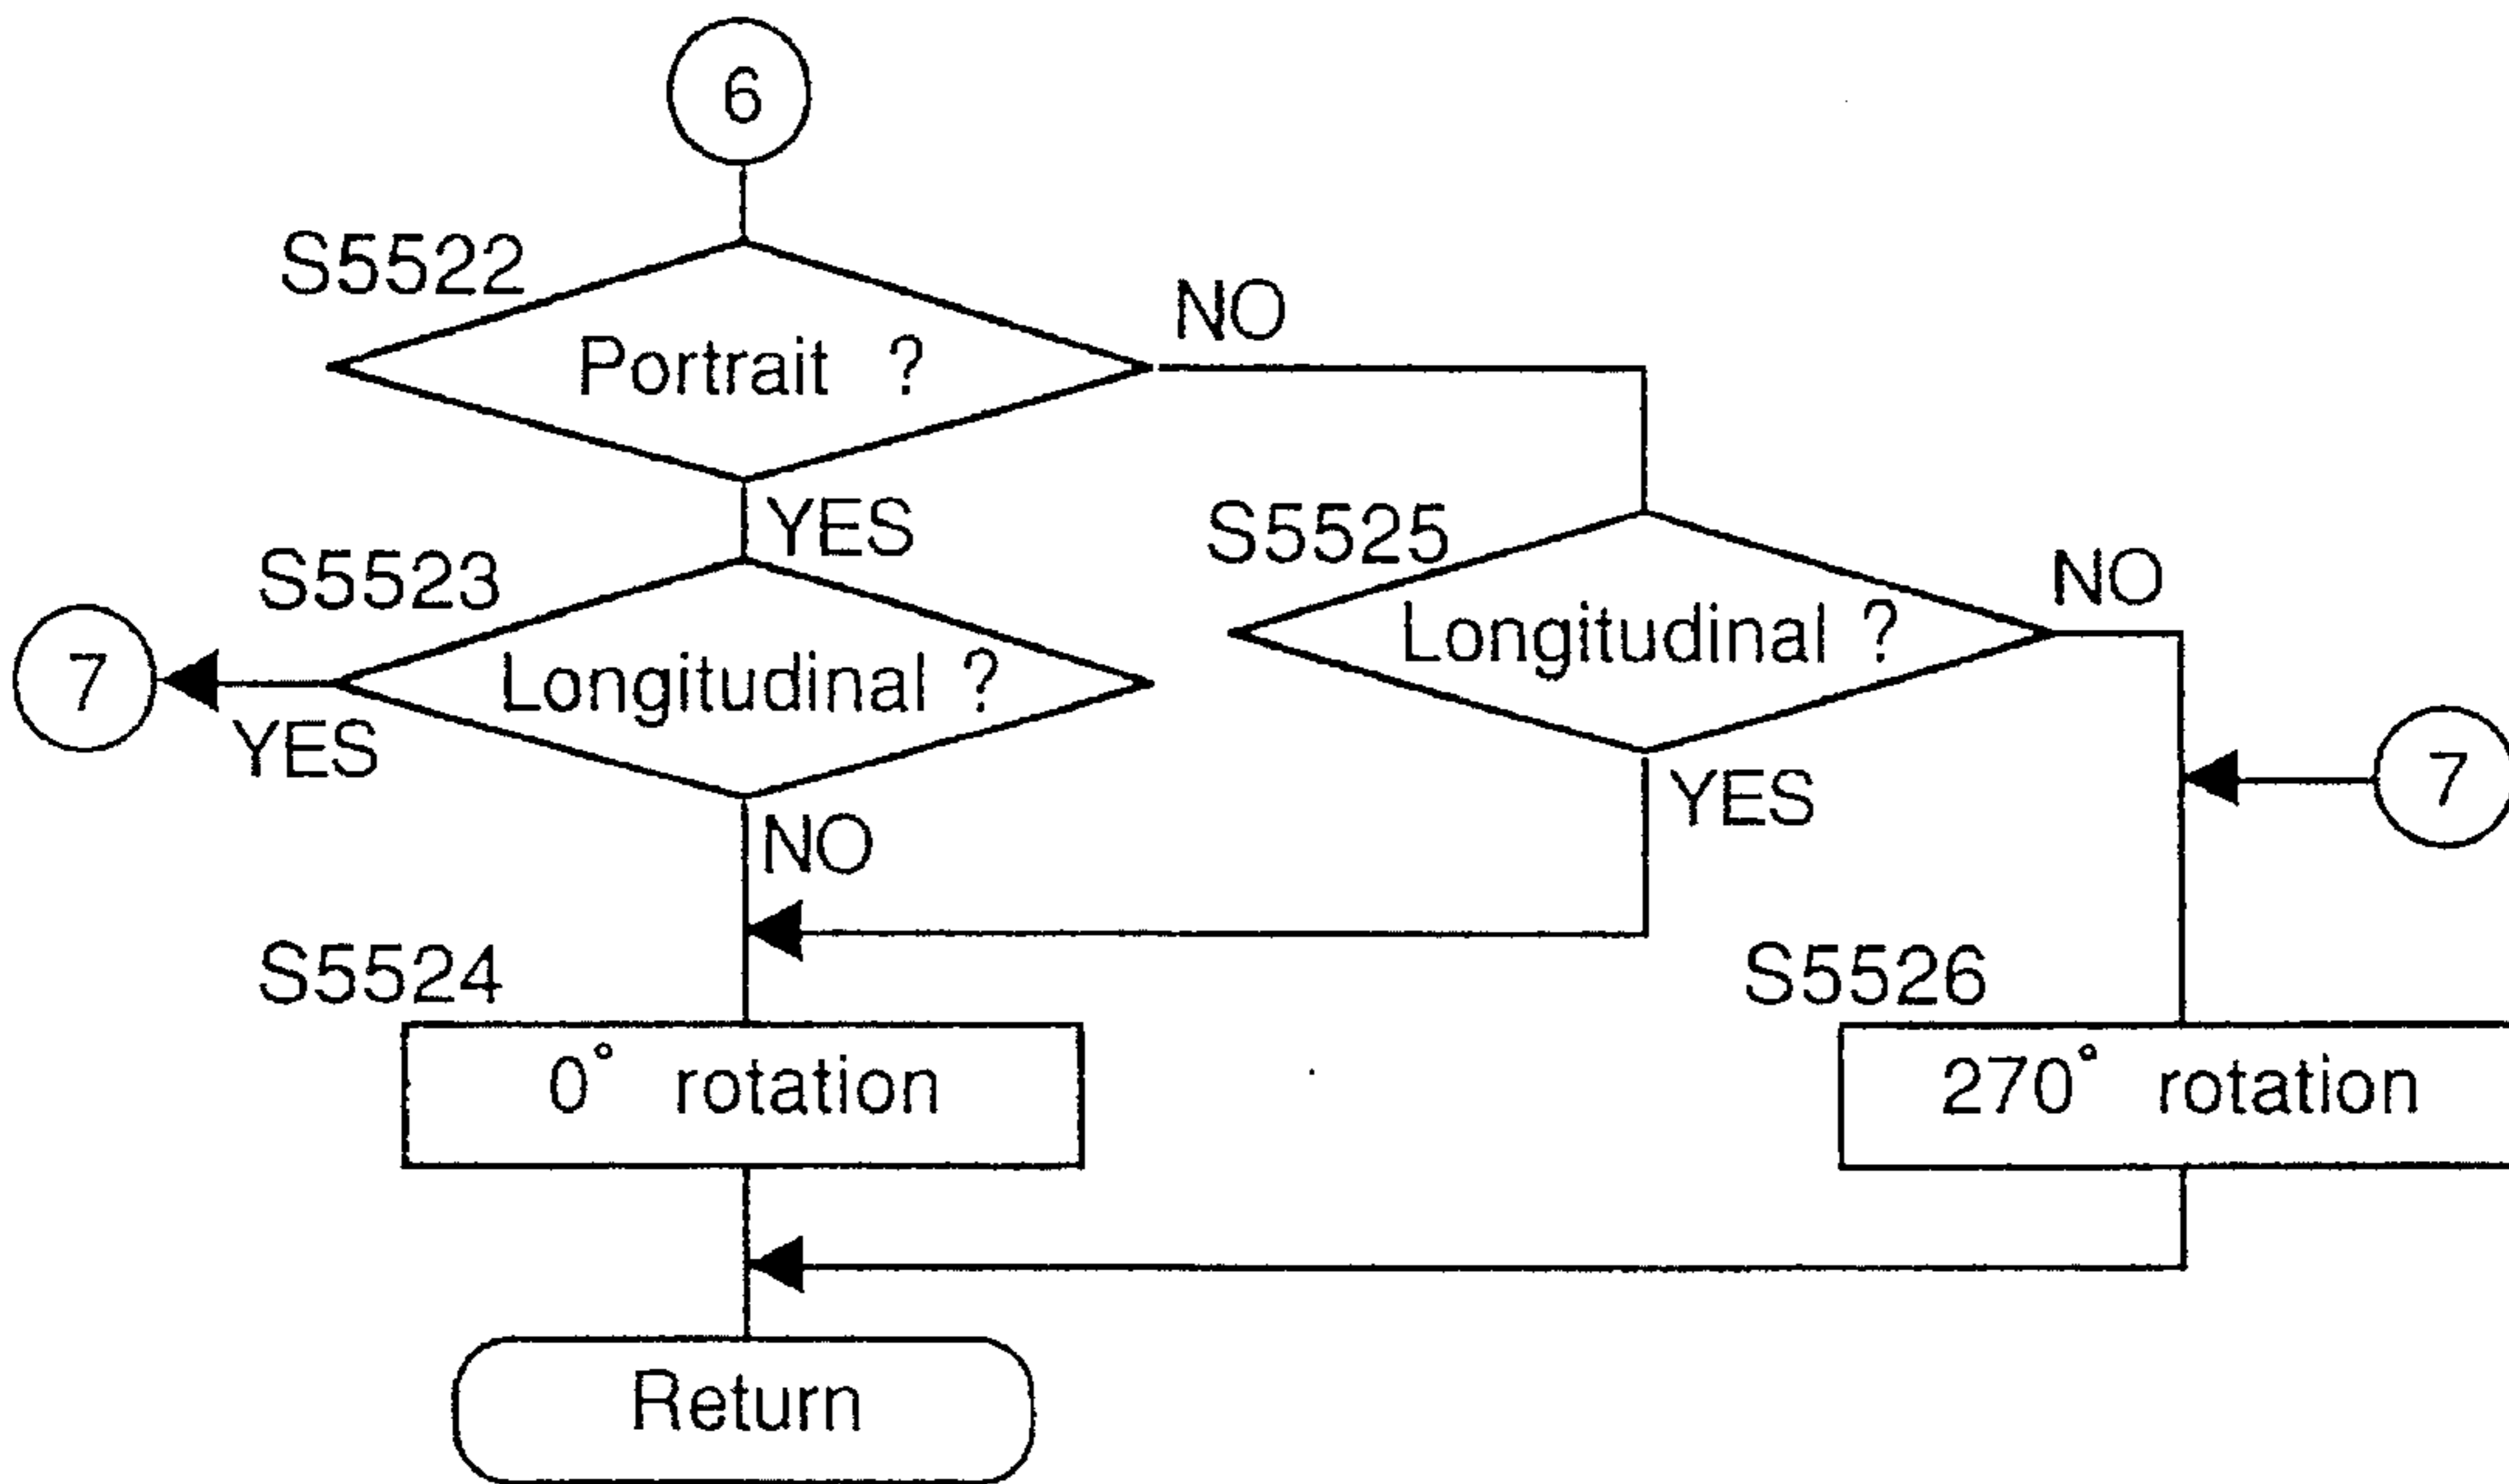 6
S5522
Portrait ?
NO
YES
S5523
Longitudinal ?
7
YES
NO
S5525
Longitudinal ?
NO
YES
7
S5524
0° rotation
S5526
270° rotation
Return